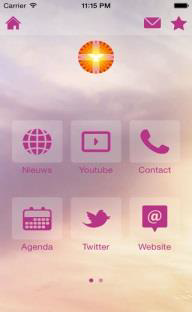 Carrier 11:15 PM
Nieuws Youtube Contact
Agenda Twitter Website